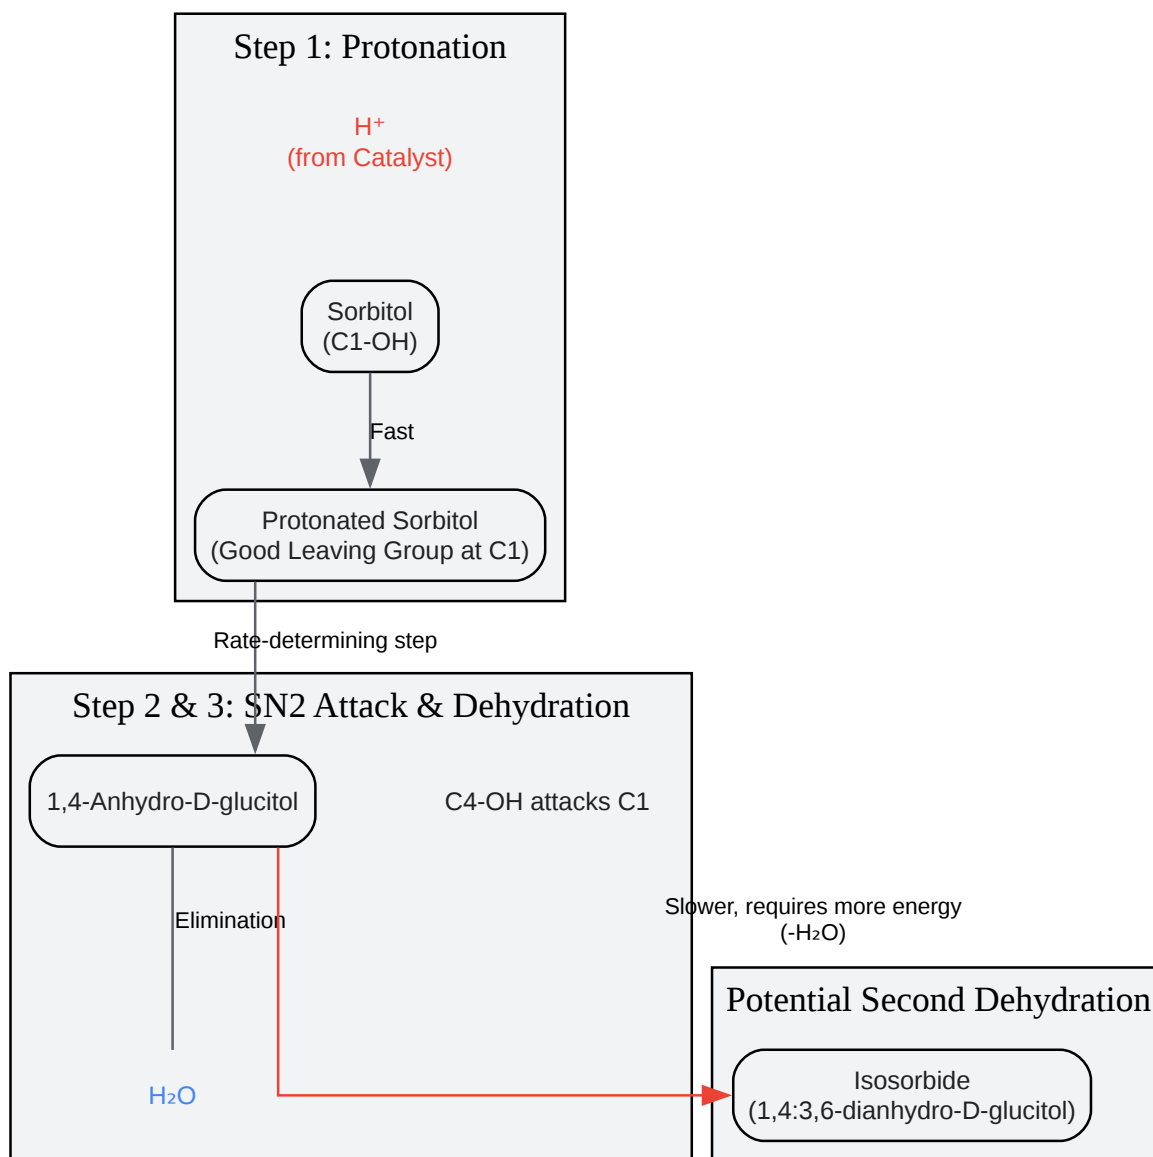 Step 1: Protonation
H⁺
(from Catalyst)
Sorbitol
(C1-OH)
Fast
Protonated Sorbitol
(Good Leaving Group at C1)
Rate-determining step
Step 2 & 3: SN2 Attack & Dehydration
1,4-Anhydro-D-glucitol
C4-OH attacks C1
Elimination
Slower, requires more energy
(-H₂O)
Potential Second Dehydration
H₂O
Isosorbide
(1,4:3,6-dianhydro-D-glucitol)